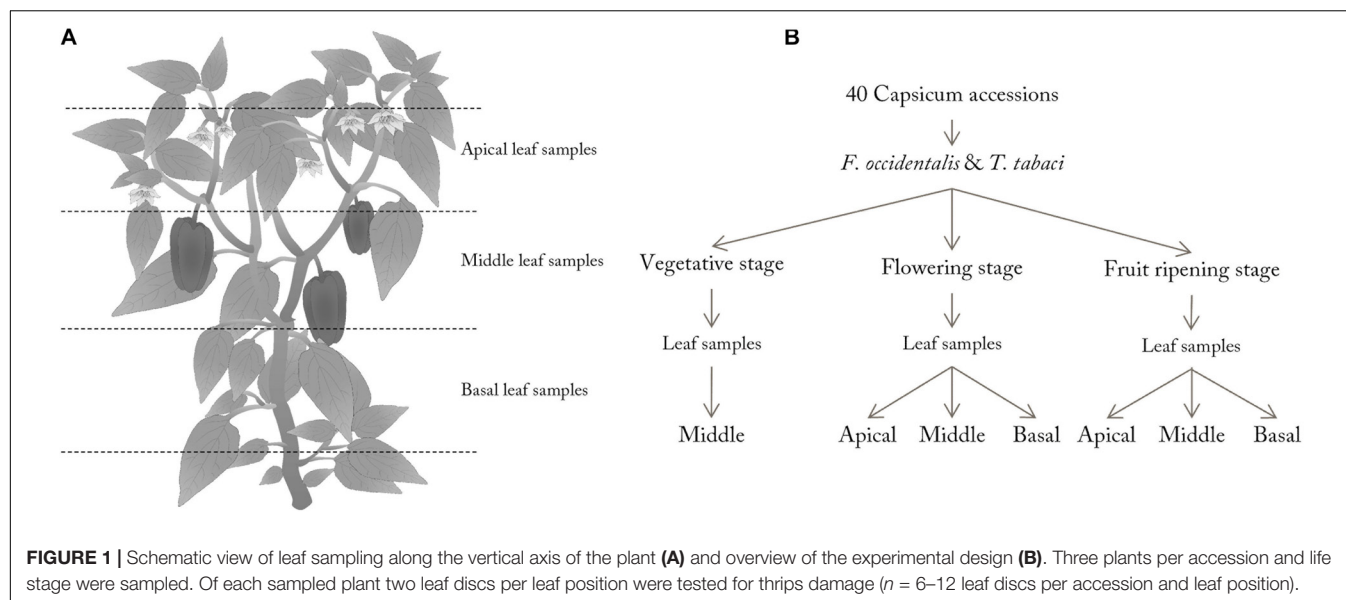 A
Apical leaf samples
Middle leaf samples
Basal leaf samples
B
40 Capsicum accessions
F. occidentalis & T. tabaci
Vegetative stage Flowering stage Fruit ripening stage
Leaf samples Leaf samples Leaf samples
Middle Apical Middle Basal Apical Middle Basal
FIGURE 1 | Schematic view of leaf sampling along the vertical axis of the plant (A) and overview of the experimental design (B). Three plants per accession and life
stage were sampled. Of each sampled plant two leaf discs per leaf position were tested for thrips damage (n = 6–12 leaf discs per accession and leaf position).